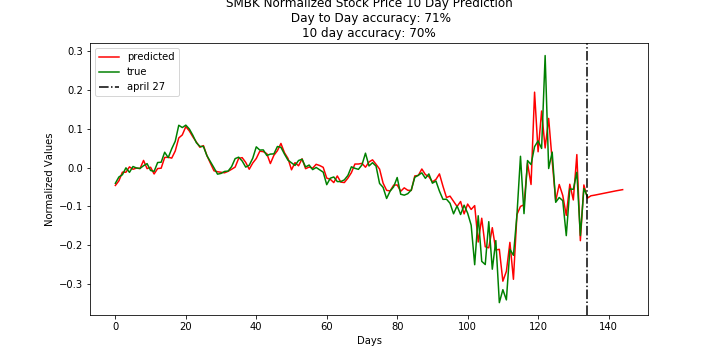 SMBK Normalized Stock Price 10 Day Prediction
Day to Day accuracy: 71%
10 day accuracy: 70%
predicted
true
april 27
Normalized Values
0.3
0.2
0.1
0.0
−0.1
−0.2
−0.3
0 20 40 60 80 100 120 140
Days